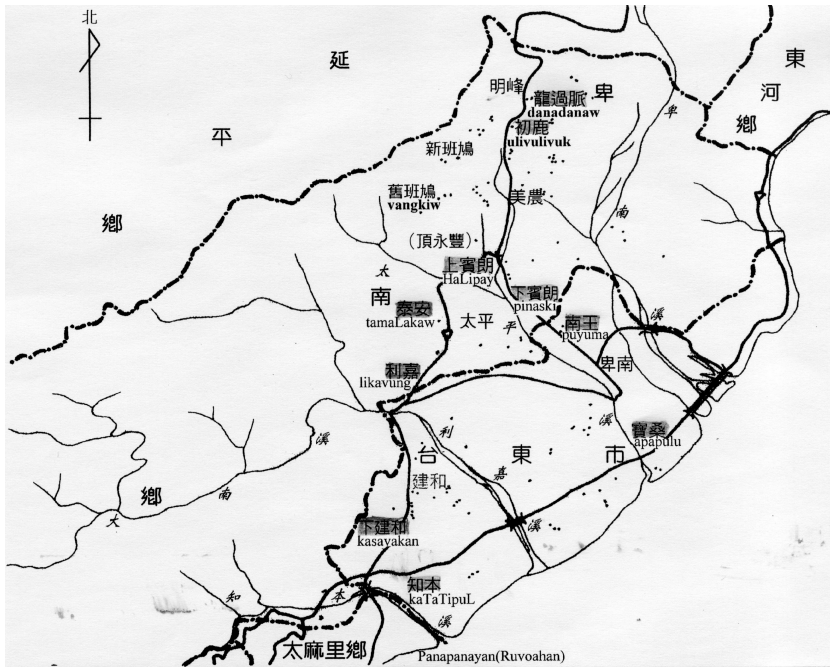 北
延
東
河
鄉
平
鄉
明峰
卑
龍過脈
danadanaw
初鹿
ulivulivuk
卑
新班鳩
舊班鳩
vangkiw
美農
南
(頂永豐)
上賓朗
HaLipay
太
南
泰安
tamaLakaw
下賓朗
pinaski
太平
平
南王
puyuma
溪
利嘉
likavung
卑南
溪
寶桑
apapulu
利
台東市
嘉
建和
溪
鄉
大
南
溪
下建和
kasavakan
知本
kaTaTipuL
知
本
溪
太麻里鄉
Panapanayan(Ruvoahan)